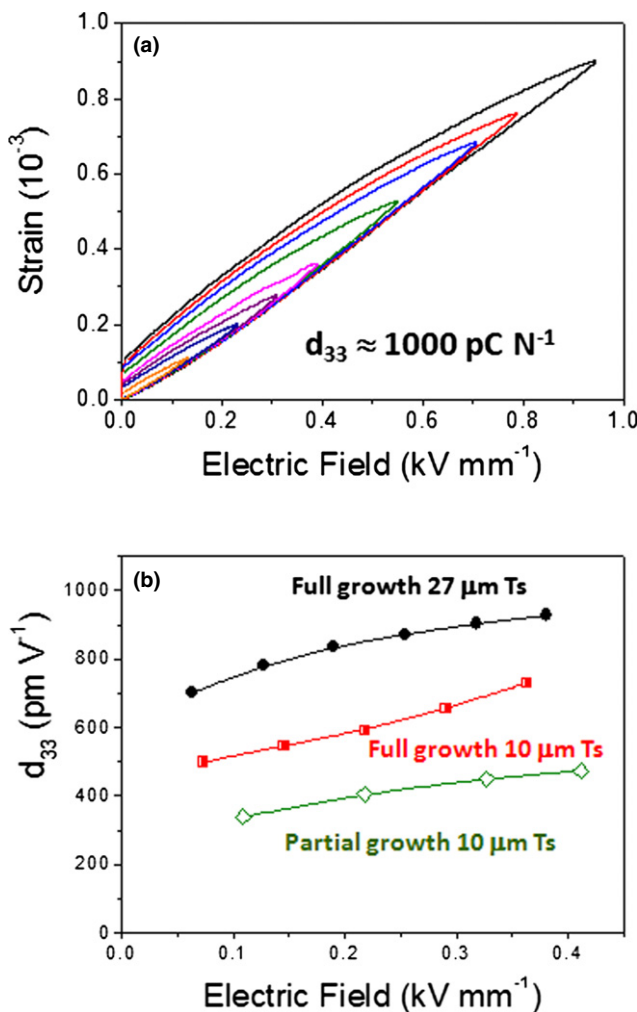 (a)
1.0
0.8
0.6
0.4
0.2
0.0
Strain (10⁻³)
d₃₃ ≈ 1000 pC N⁻¹
0.0 0.2 0.4 0.6 0.8 1.0
Electric Field (kV mm⁻¹)
(b)
1000
800
600
400
200
0
d₃₃ (pm V⁻¹)
Full growth 27 μm Ts
Full growth 10 μm Ts
Partial growth 10 μm Ts
0.0 0.1 0.2 0.3 0.4
Electric Field (kV mm⁻¹)